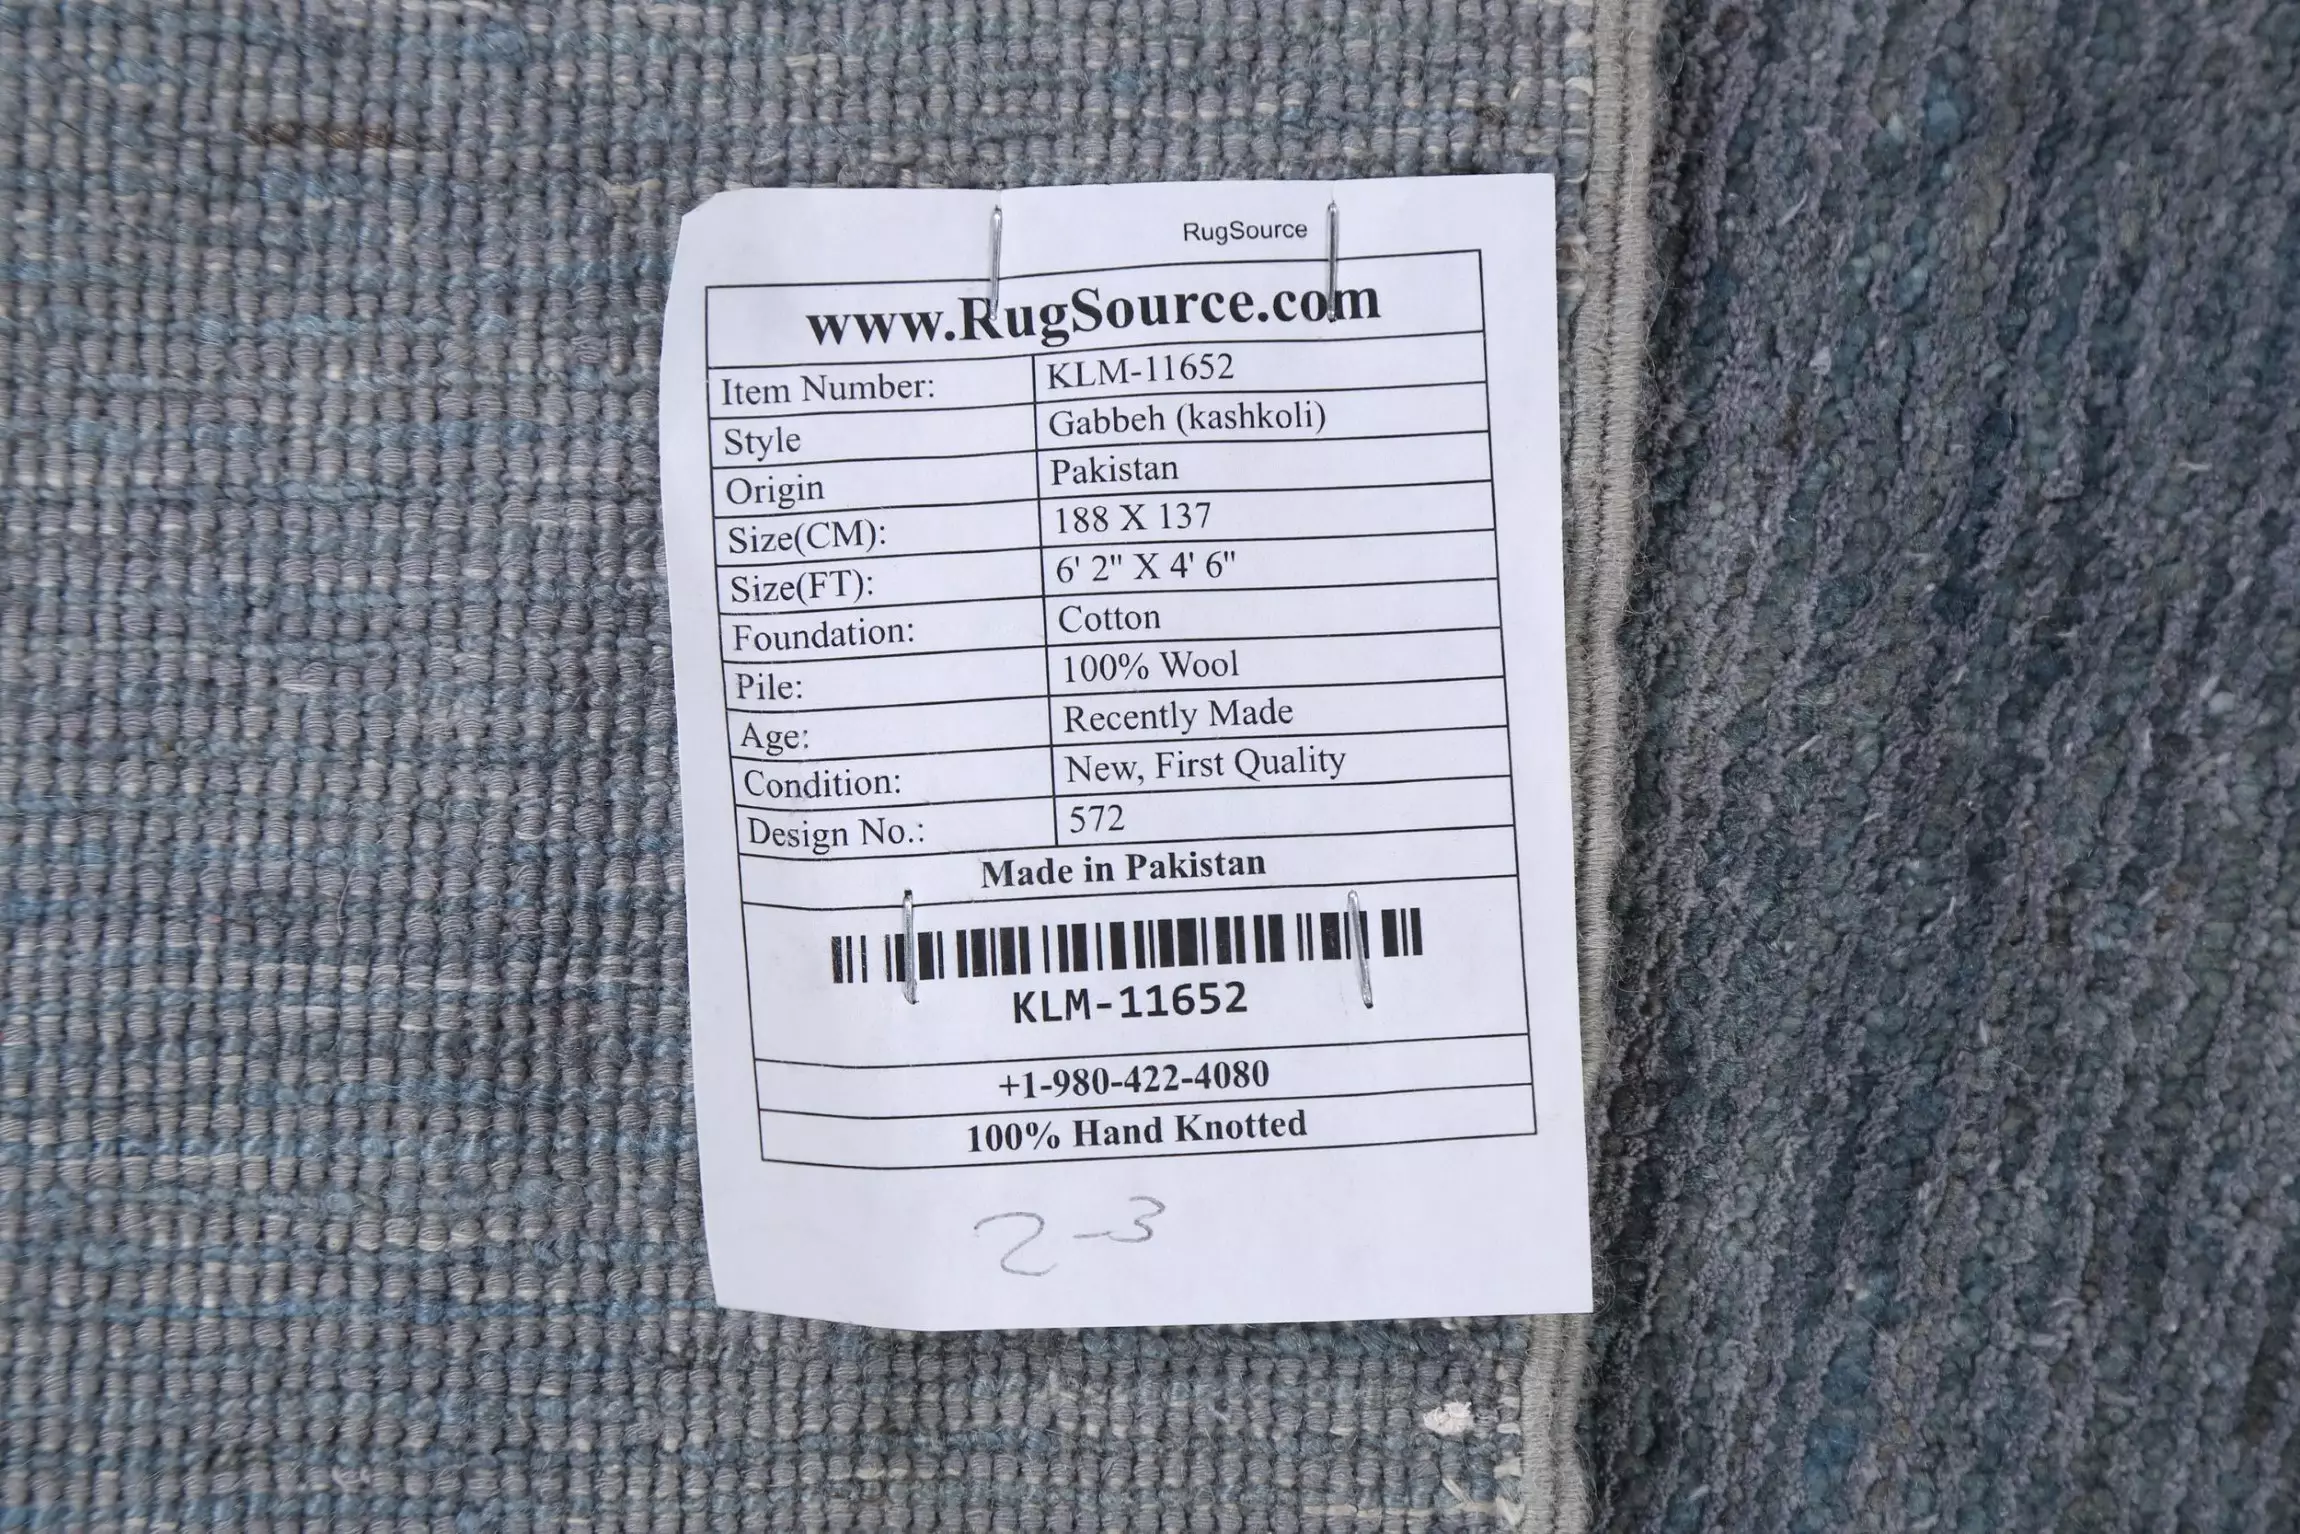 RugSource
www.RugSource.com
Item Number: KLM-11652
Style Gabbeh (kashkoli)
Origin Pakistan
Size(CM): 188 X 137
Size(FT): 6' 2" X 4' 6"
Foundation: Cotton
Pile: 100% Wool
Age: Recently Made
Condition: New, First Quality
Design No.: 572
Made in Pakistan
KLM-11652
+1-980-422-4080
100% Hand Knotted
2-3